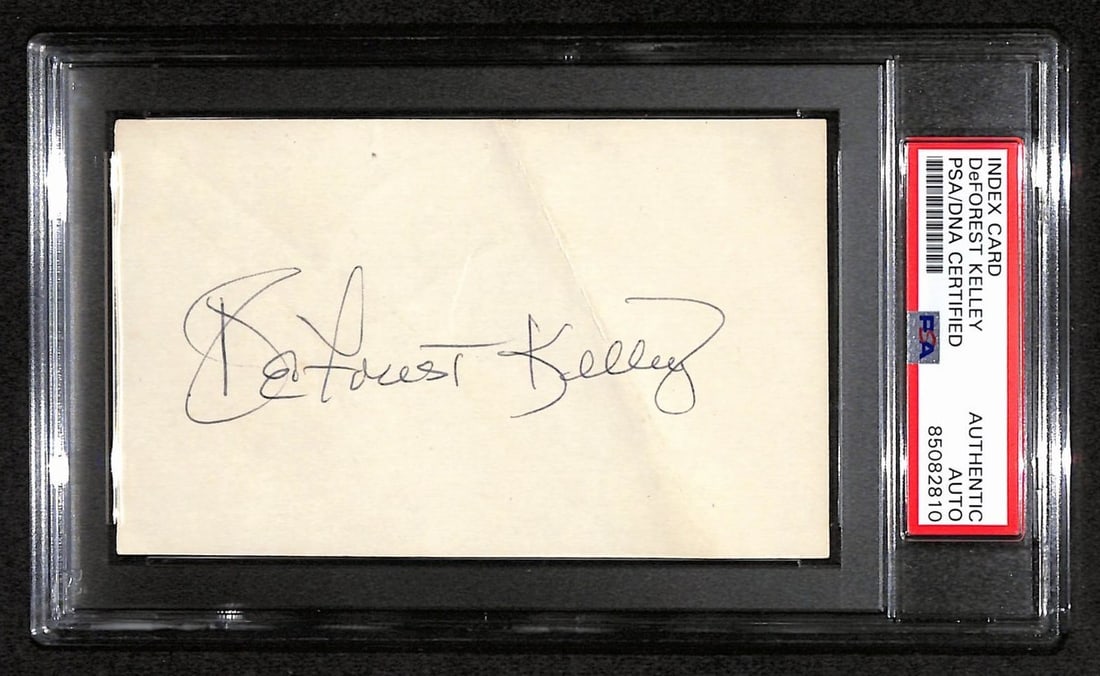 DeForest Kelley
INDEX CARD
DeFOREST KELLEY
PSA/DNA CERTIFIED
PSA
AUTHENTIC
AUTO
85082810